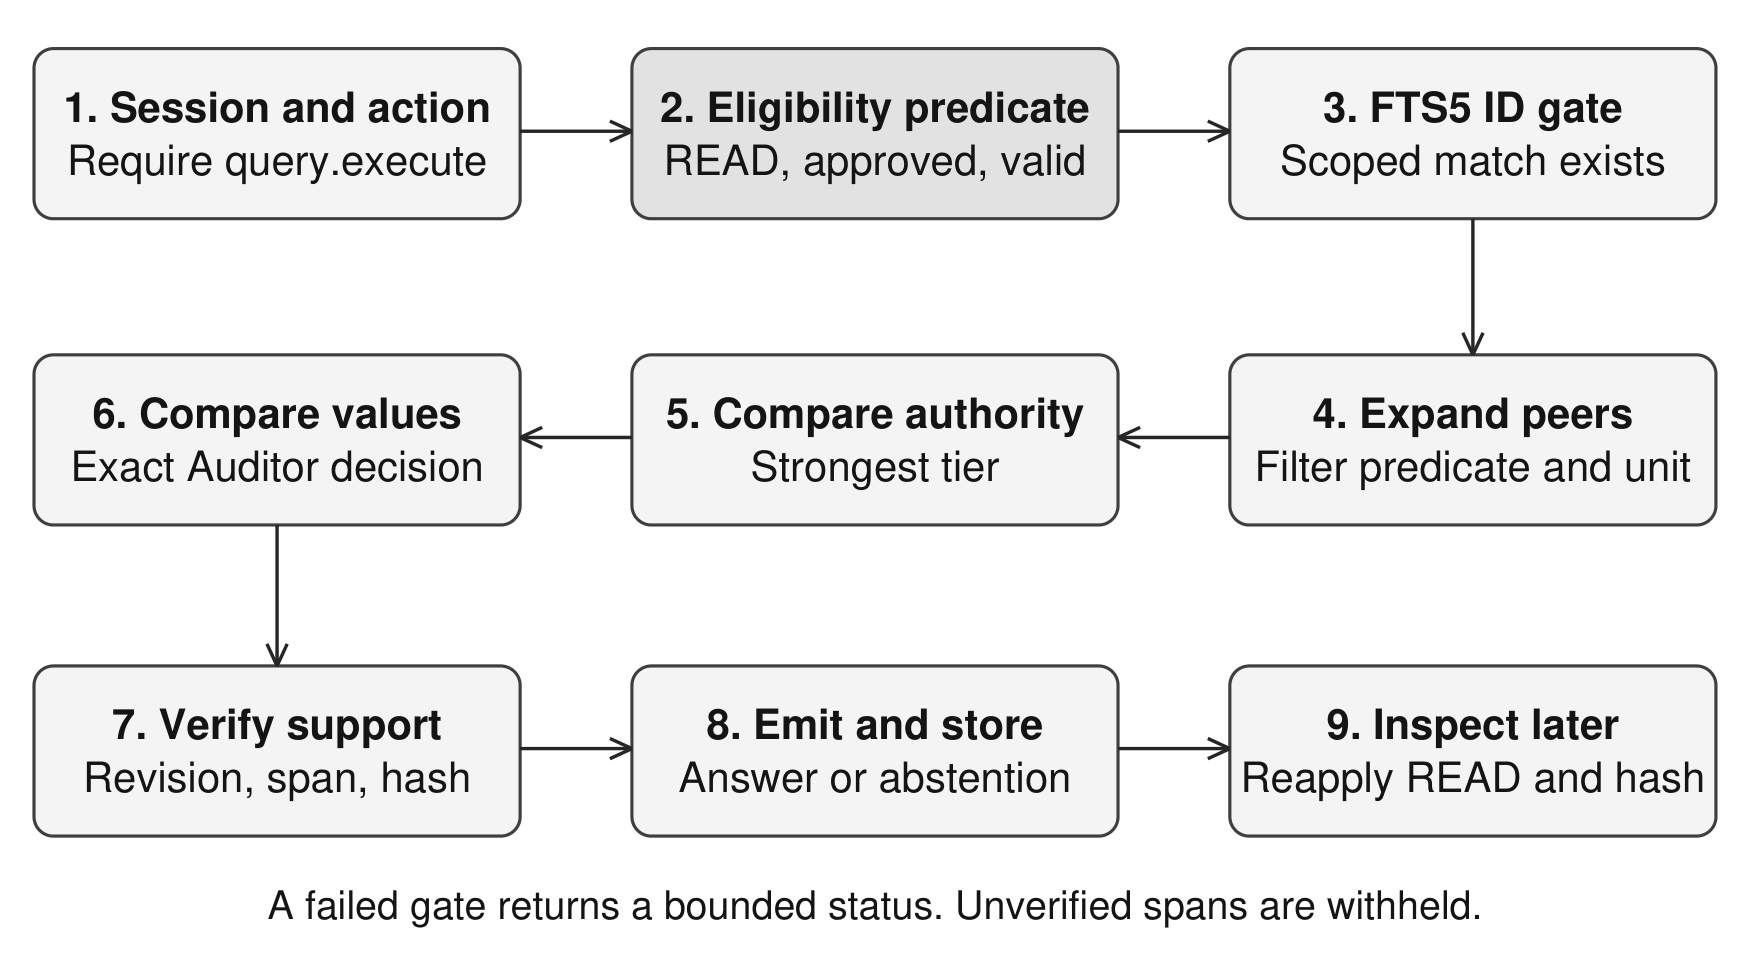 1. Session and action
Require query.execute
2. Eligibility predicate
READ, approved, valid
3. FTS5 ID gate
Scoped match exists
4. Expand peers
Filter predicate and unit
5. Compare authority
Strongest tier
6. Compare values
Exact Auditor decision
7. Verify support
Revision, span, hash
8. Emit and store
Answer or abstention
9. Inspect later
Reapply READ and hash
A failed gate returns a bounded status. Unverified spans are withheld.